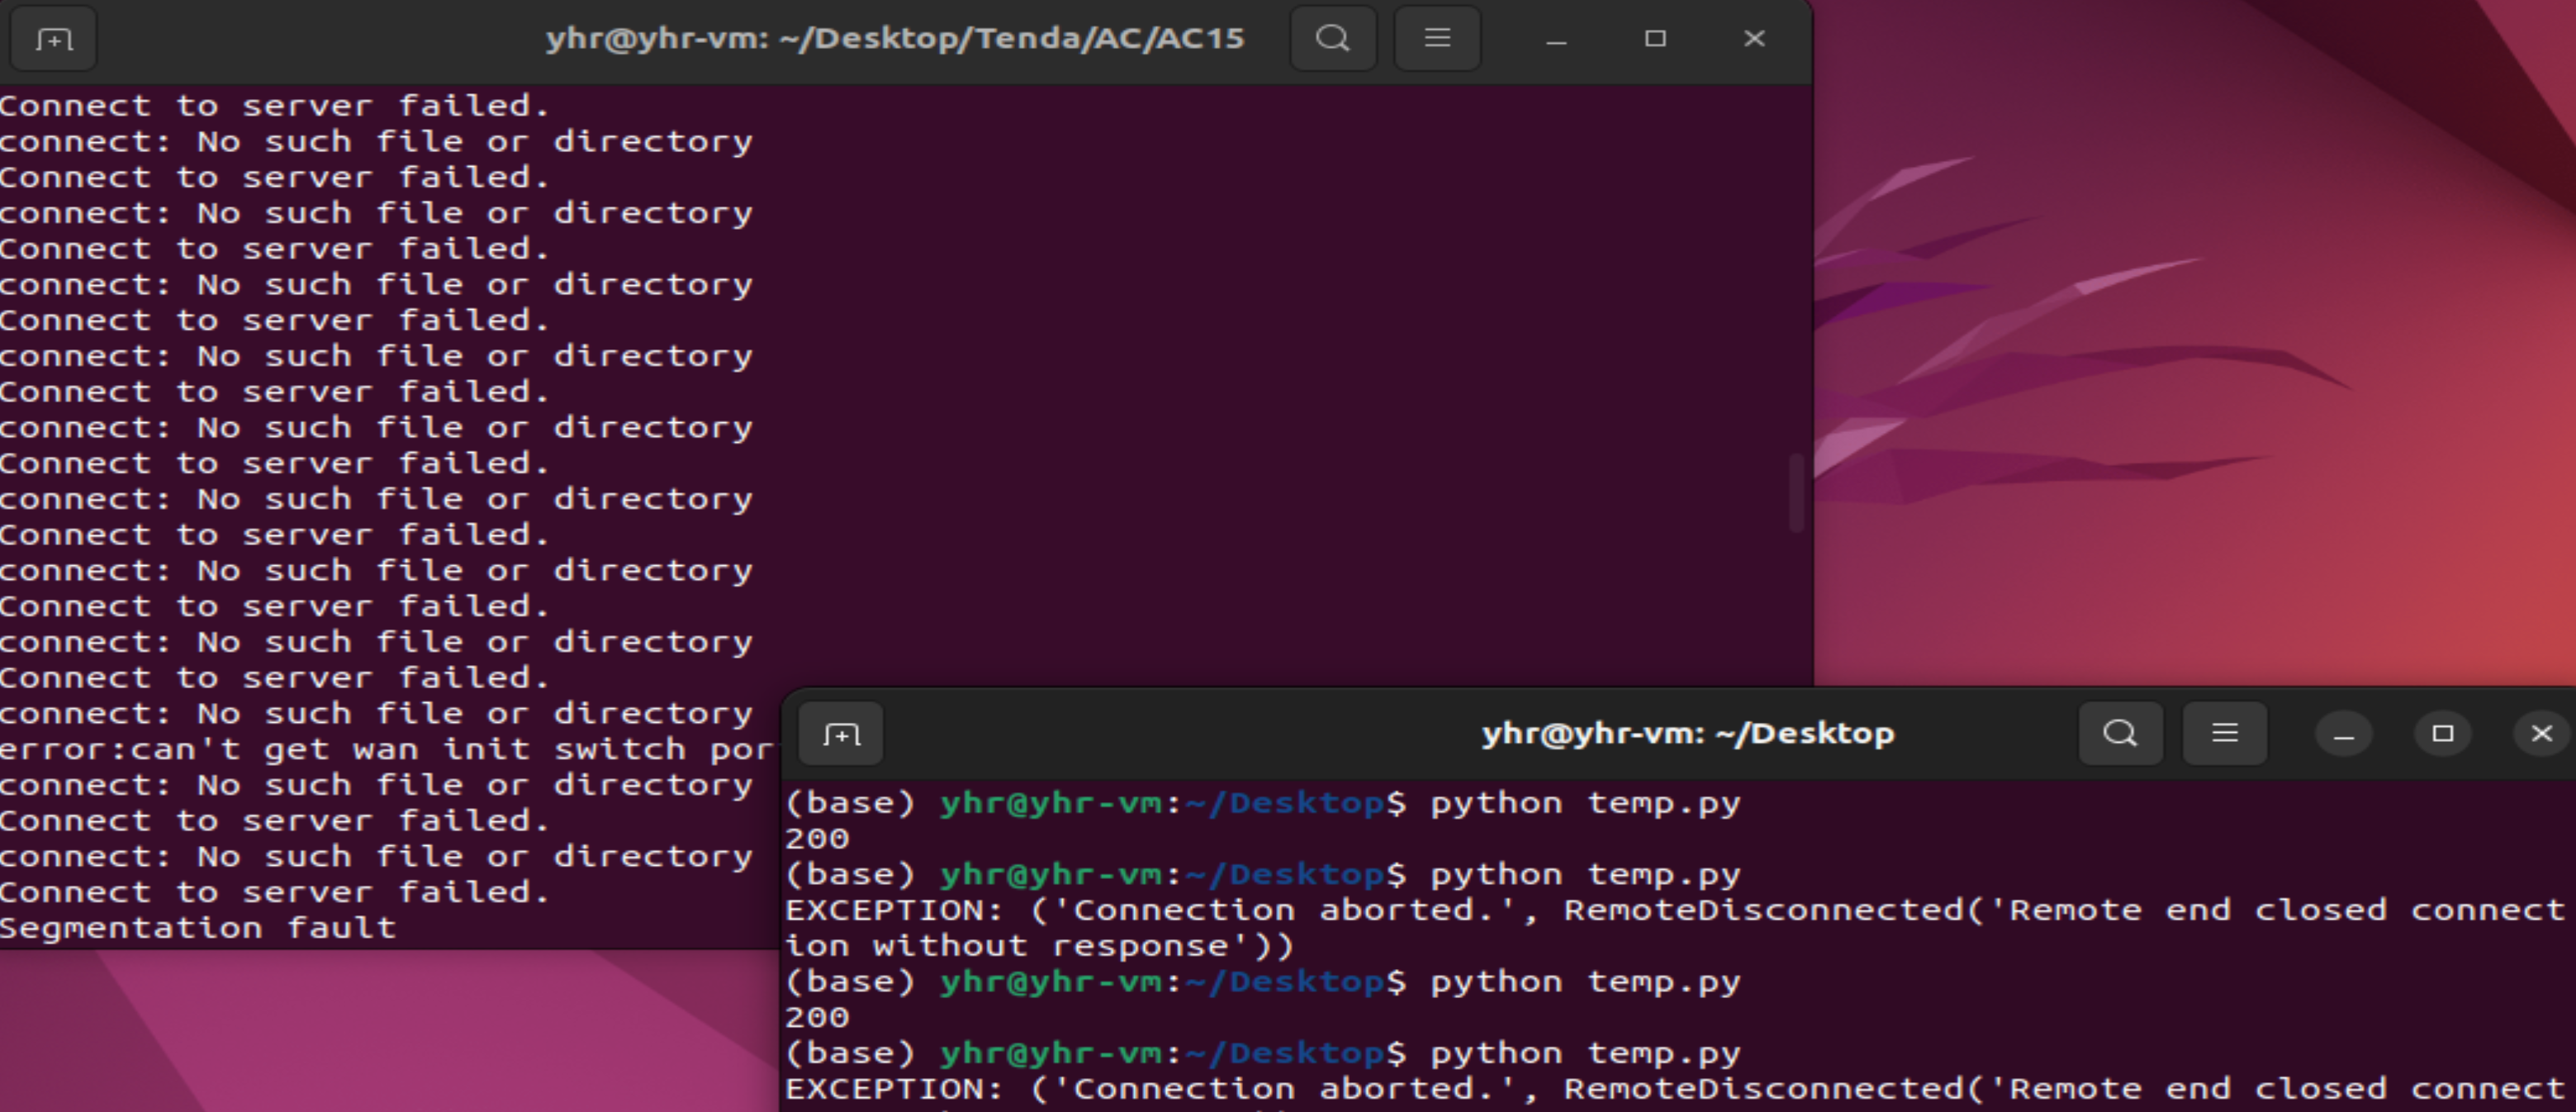 yhr@yhr-vm: ~/Desktop/Tenda/AC/AC15
Connect to server failed.
connect: No such file or directory
Connect to server failed.
connect: No such file or directory
Connect to server failed.
connect: No such file or directory
Connect to server failed.
connect: No such file or directory
Connect to server failed.
connect: No such file or directory
Connect to server failed.
connect: No such file or directory
Connect to server failed.
connect: No such file or directory
Connect to server failed.
connect: No such file or directory
Connect to server failed.
connect: No such file or directory
error:can't get wan init switch por
connect: No such file or directory
Connect to server failed.
connect: No such file or directory
Connect to server failed.
Segmentation fault
yhr@yhr-vm: ~/Desktop
(base) yhr@yhr-vm:~/Desktop$ python temp.py
200
(base) yhr@yhr-vm:~/Desktop$ python temp.py
EXCEPTION: ('Connection aborted.', RemoteDisconnected('Remote end closed connect
ion without response'))
(base) yhr@yhr-vm:~/Desktop$ python temp.py
200
(base) yhr@yhr-vm:~/Desktop$ python temp.py
EXCEPTION: ('Connection aborted.', RemoteDisconnected('Remote end closed connect